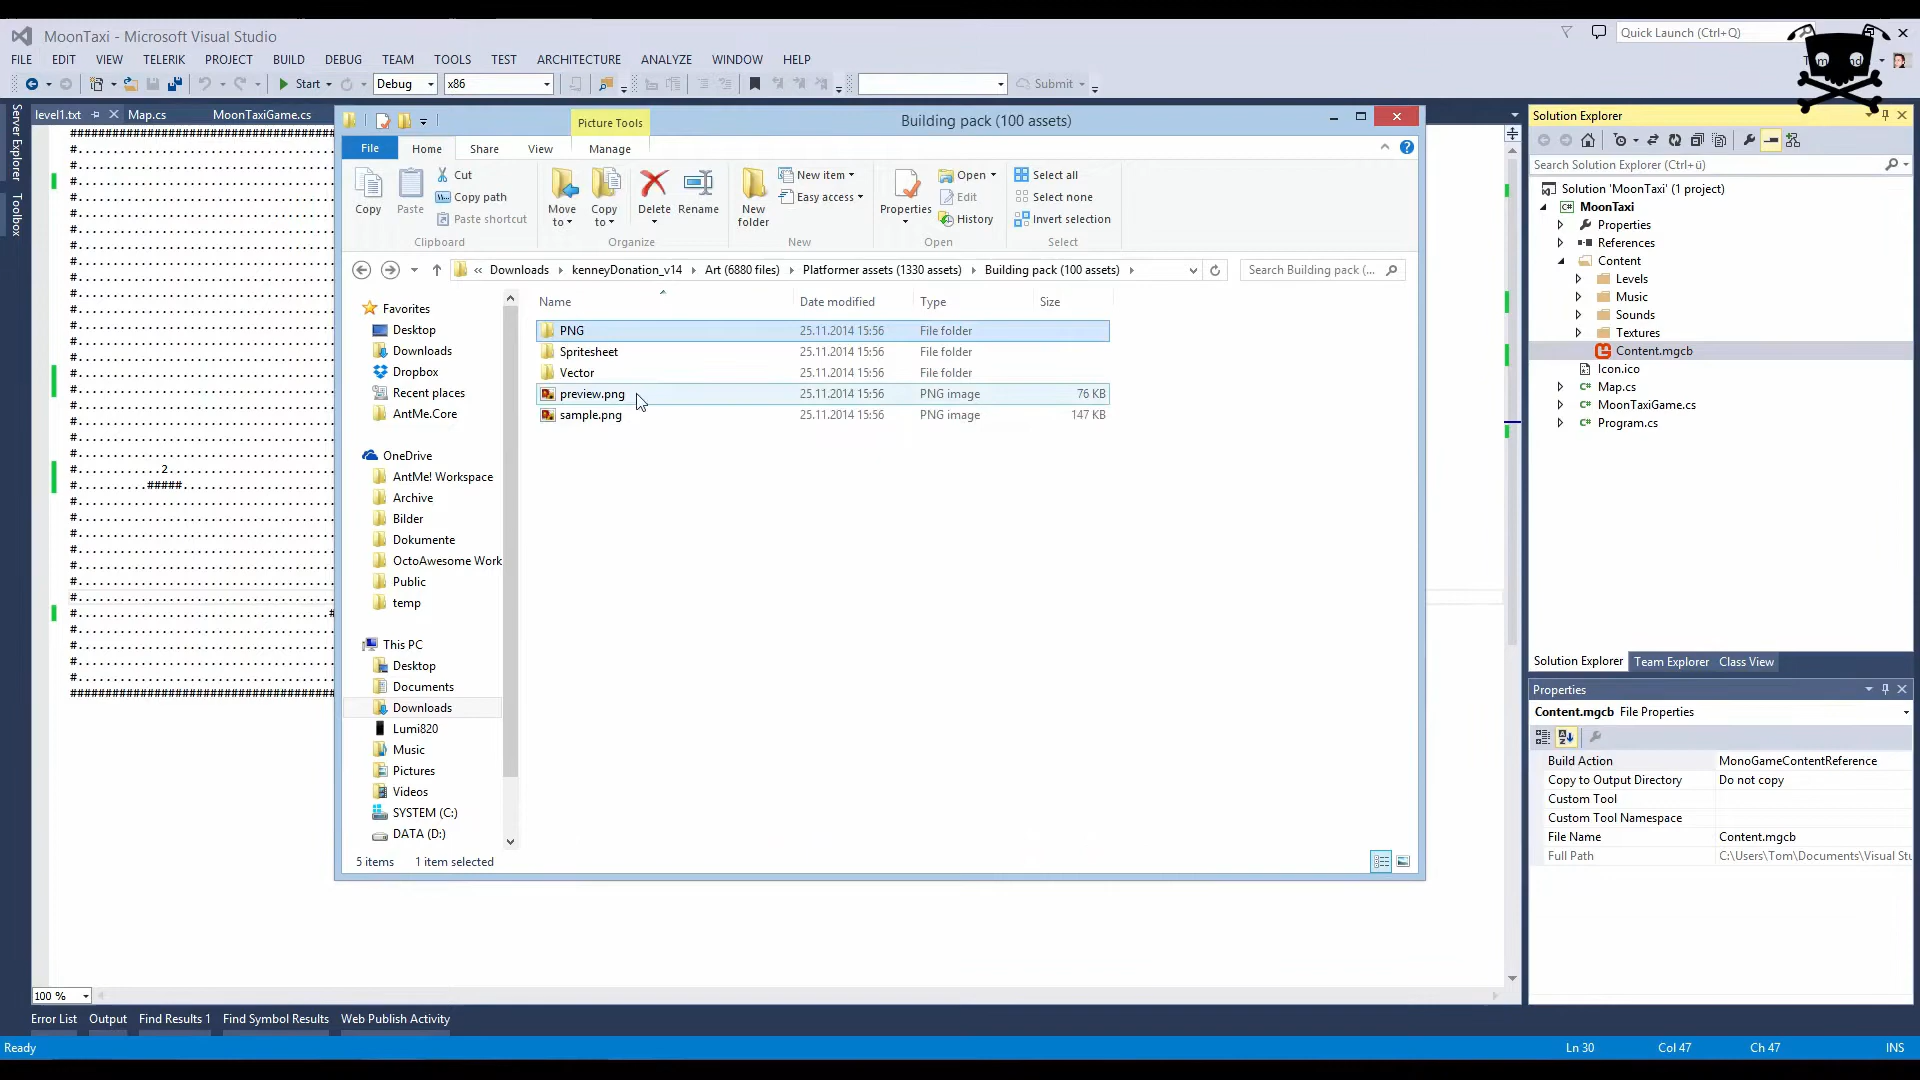 MoonTaxi - Microsoft Visual Studio
Quick Launch (Ctrl+Q)
FILE EDIT VIEW TELERIK PROJECT BUILD DEBUG TEAM TOOLS TEST ARCHITECTURE ANALYZE WINDOW HELP
Start Debug x86 Submit
level1.txt Map.cs MoonTaxiGame.cs
Server Explorer
Toolbox
Picture Tools
Building pack (100 assets)
File Home Share View Manage
Copy
Paste
Cut
Copy path
Paste shortcut
Clipboard
Move to
Copy to
Delete
Rename
Organize
New folder
New item
Easy access
New
Properties
Open
Edit
History
Open
Select all
Select none
Invert selection
Select
« Downloads kenneyDonation_v14 Art (6880 files) Platformer assets (1330 assets) Building pack (100 assets)
Search Building pack (...
Name Date modified Type Size
PNG 25.11.2014 15:56 File folder
Spritesheet 25.11.2014 15:56 File folder
Vector 25.11.2014 15:56 File folder
preview.png 25.11.2014 15:56 PNG image 76 KB
sample.png 25.11.2014 15:56 PNG image 147 KB
Favorites
Desktop
Downloads
Dropbox
Recent places
AntMe.Core
OneDrive
AntMe! Workspace
Archive
Bilder
Dokumente
OctoAwesome Work
Public
temp
This PC
Desktop
Documents
Downloads
Lumi820
Music
Pictures
Videos
SYSTEM (C:)
DATA (D:)
5 items 1 item selected
Solution Explorer
Search Solution Explorer (Ctrl+ü)
Solution 'MoonTaxi' (1 project)
MoonTaxi
Properties
References
Content
Levels
Music
Sounds
Textures
Content.mgcb
Icon.ico
Map.cs
MoonTaxiGame.cs
Program.cs
Solution Explorer Team Explorer Class View
Properties
Content.mgcb File Properties
Build Action MonoGameContentReference
Copy to Output Directory Do not copy
Custom Tool
Custom Tool Namespace
File Name Content.mgcb
Full Path C:\Users\Tom\Documents\Visual Stu
100 %
Error List Output Find Results 1 Find Symbol Results Web Publish Activity
Ready Ln 30 Col 47 Ch 47 INS